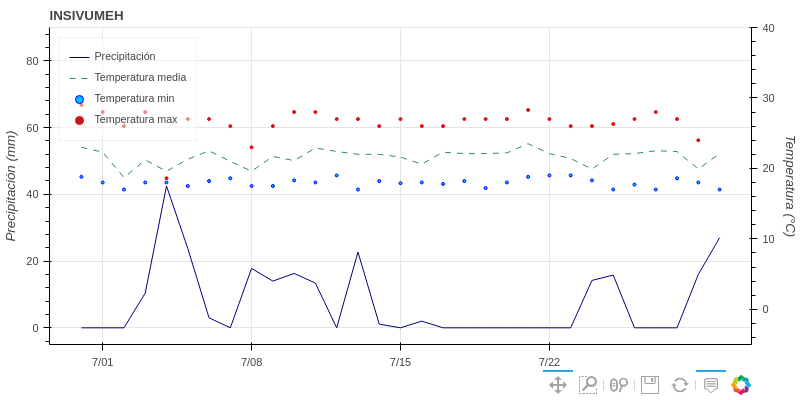 INSIVUMEH
Precipitación
Temperatura media
Temperatura min
Temperatura max
Precipitación (mm)
80
60
40
20
0
40
30
20
10
0
Temperatura (°C)
7/01
7/08
7/15
7/22